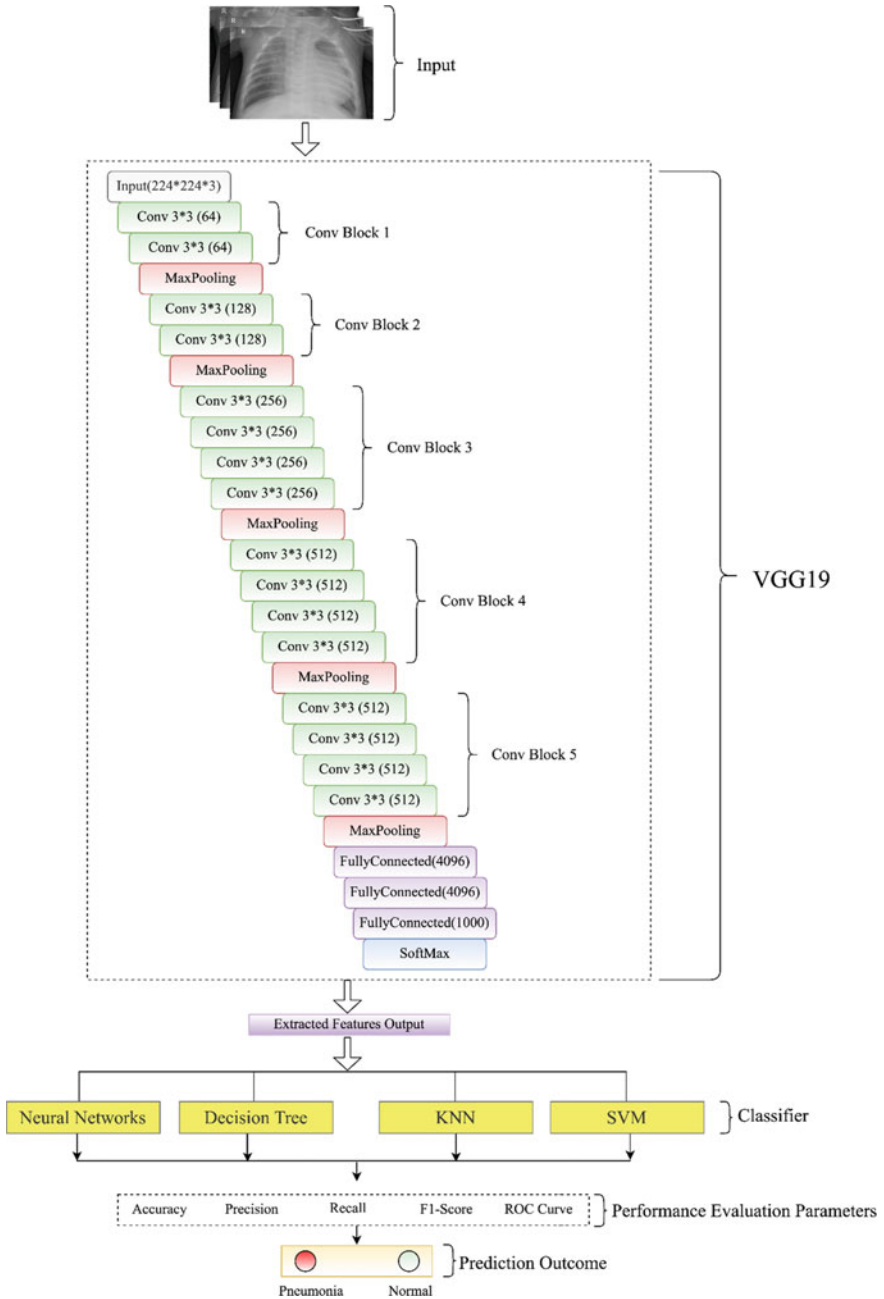 Input
Input(224*224*3)
Conv 3*3 (64)
Conv 3*3 (64)
Conv Block 1
MaxPooling
Conv 3*3 (128)
Conv 3*3 (128)
Conv Block 2
MaxPooling
Conv 3*3 (256)
Conv 3*3 (256)
Conv 3*3 (256)
Conv 3*3 (256)
Conv Block 3
MaxPooling
Conv 3*3 (512)
Conv 3*3 (512)
Conv 3*3 (512)
Conv 3*3 (512)
Conv Block 4
MaxPooling
Conv 3*3 (512)
Conv 3*3 (512)
Conv 3*3 (512)
Conv 3*3 (512)
Conv Block 5
MaxPooling
FullyConnected(4096)
FullyConnected(4096)
FullyConnected(1000)
SoftMax
VGG19
Extracted Features Output
Neural Networks
Decision Tree
KNN
SVM
Classifier
Accuracy
Precision
Recall
F1-Score
ROC Curve
Performance Evaluation Parameters
Prediction Outcome
Pneumonia
Normal